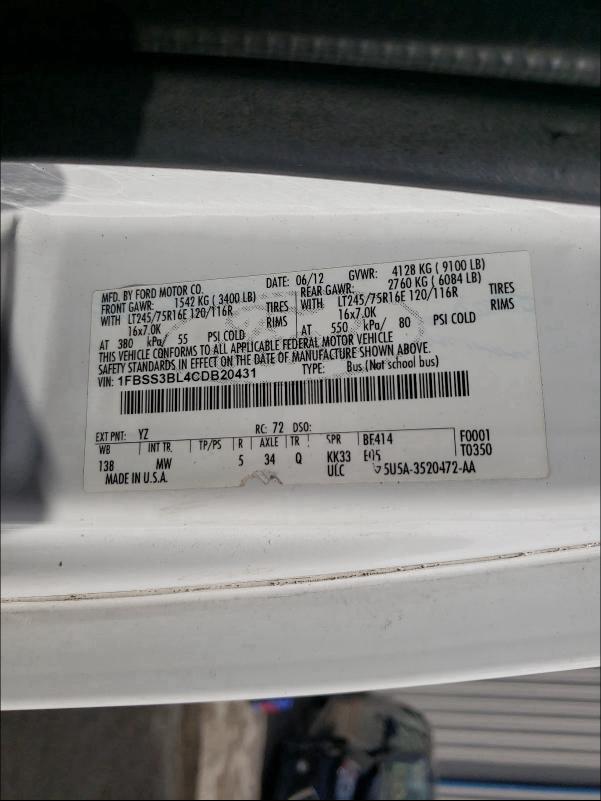 MFD. BY FORD MOTOR CO. DATE: 06/12 GVWR: 4128 KG ( 9100 LB)
FRONT GAWR: 1542 KG ( 3400 LB) REAR GAWR: 2760 KG ( 6084 LB)
WITH LT245/75R16E 120/116R TIRES WITH LT245/75R16E 120/116R TIRES
16x7.0K RIMS 16x7.0K RIMS
AT 380 kPa/ 55 PSI COLD AT 550 kPa/ 80 PSI COLD
THIS VEHICLE CONFORMS TO ALL APPLICABLE FEDERAL MOTOR VEHICLE
SAFETY STANDARDS IN EFFECT ON THE DATE OF MANUFACTURE SHOWN ABOVE.
VIN: 1FBSS3BL4CDB20431 TYPE: Bus (Not school bus)
EXT PNT: YZ RC: 72 DSO:
WB INT TR. TP/PS R AXLE TR SPR BF414 F0001
138 MW 5 34 Q KK33 E05 T0350
MADE IN U.S.A. ULC 5U5A-3520472-AA